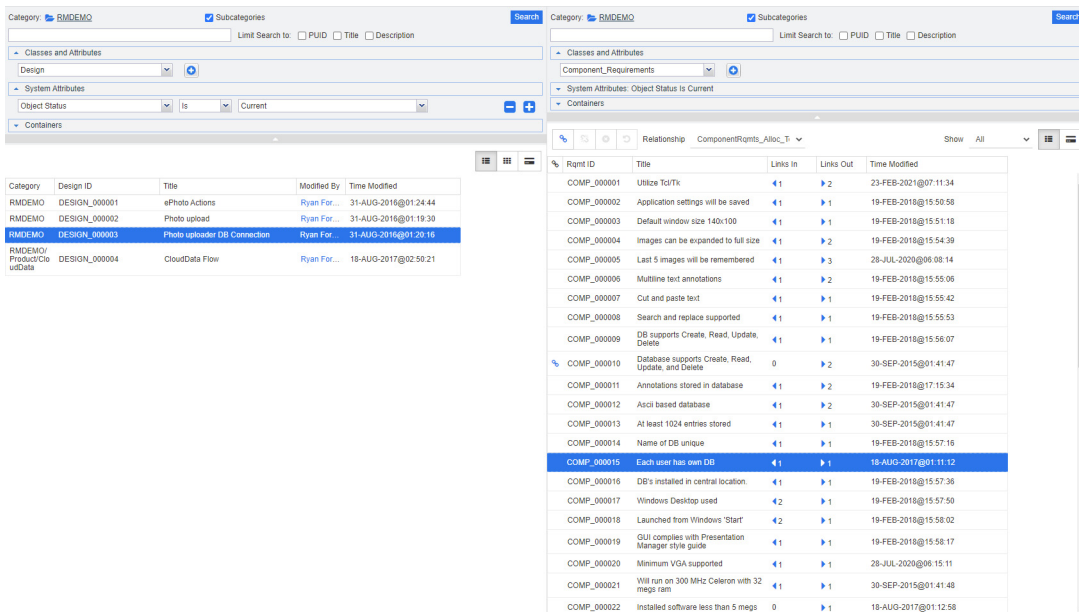 Category: RMDEMO Subcategories Search
Limit Search to: PUID Title Description
Classes and Attributes
Design
System Attributes
Object Status Is Current
Containers
Category Design ID Title Modified By Time Modified
RMDEMO DESIGN_000001 ePhoto Actions Ryan For... 31-AUG-2016@01:24:44
RMDEMO DESIGN_000002 Photo upload Ryan For... 31-AUG-2016@01:19:30
RMDEMO DESIGN_000003 Photo uploader DB Connection Ryan For... 31-AUG-2016@01:20:16
RMDEMO/
Product/Clo
udData
DESIGN_000004 CloudData Flow Ryan For... 18-AUG-2017@02:50:21
Category: RMDEMO Subcategories Search
Limit Search to: PUID Title Description
Classes and Attributes
Component_Requirements
System Attributes: Object Status Is Current
Containers
Relationship ComponentRqmts_Alloc_T Show All
Rqmt ID Title Links In Links Out Time Modified
COMP_000001 Utilize Tcl/Tk 1 2 23-FEB-2021@07:11:34
COMP_000002 Application settings will be saved 1 1 19-FEB-2018@15:50:58
COMP_000003 Default window size 140x100 1 1 19-FEB-2018@15:51:18
COMP_000004 Images can be expanded to full size 1 2 19-FEB-2018@15:54:39
COMP_000005 Last 5 images will be remembered 1 3 28-JUL-2020@06:08:14
COMP_000006 Multiline text annotations 1 2 19-FEB-2018@15:55:06
COMP_000007 Cut and paste text 1 1 19-FEB-2018@15:55:42
COMP_000008 Search and replace supported 1 1 19-FEB-2018@15:55:53
COMP_000009 DB supports Create, Read, Update,
Delete 1 1 19-FEB-2018@15:56:07
COMP_000010 Database supports Create, Read,
Update, and Delete 0 2 30-SEP-2015@01:41:47
COMP_000011 Annotations stored in database 1 2 19-FEB-2018@17:15:34
COMP_000012 Ascii based database 1 2 30-SEP-2015@01:41:47
COMP_000013 At least 1024 entries stored 1 1 30-SEP-2015@01:41:47
COMP_000014 Name of DB unique 1 1 19-FEB-2018@15:57:16
COMP_000015 Each user has own DB 1 1 18-AUG-2017@01:11:12
COMP_000016 DB's installed in central location. 1 1 19-FEB-2018@15:57:36
COMP_000017 Windows Desktop used 2 1 19-FEB-2018@15:57:50
COMP_000018 Launched from Windows 'Start' 2 1 19-FEB-2018@15:58:02
COMP_000019 GUI complies with Presentation
Manager style guide 1 1 19-FEB-2018@15:58:17
COMP_000020 Minimum VGA supported 1 1 28-JUL-2020@06:15:11
COMP_000021 Will run on 300 MHz Celeron with 32
megs ram 1 1 30-SEP-2015@01:41:48
COMP_000022 Installed software less than 5 megs 0 1 18-AUG-2017@01:12:58